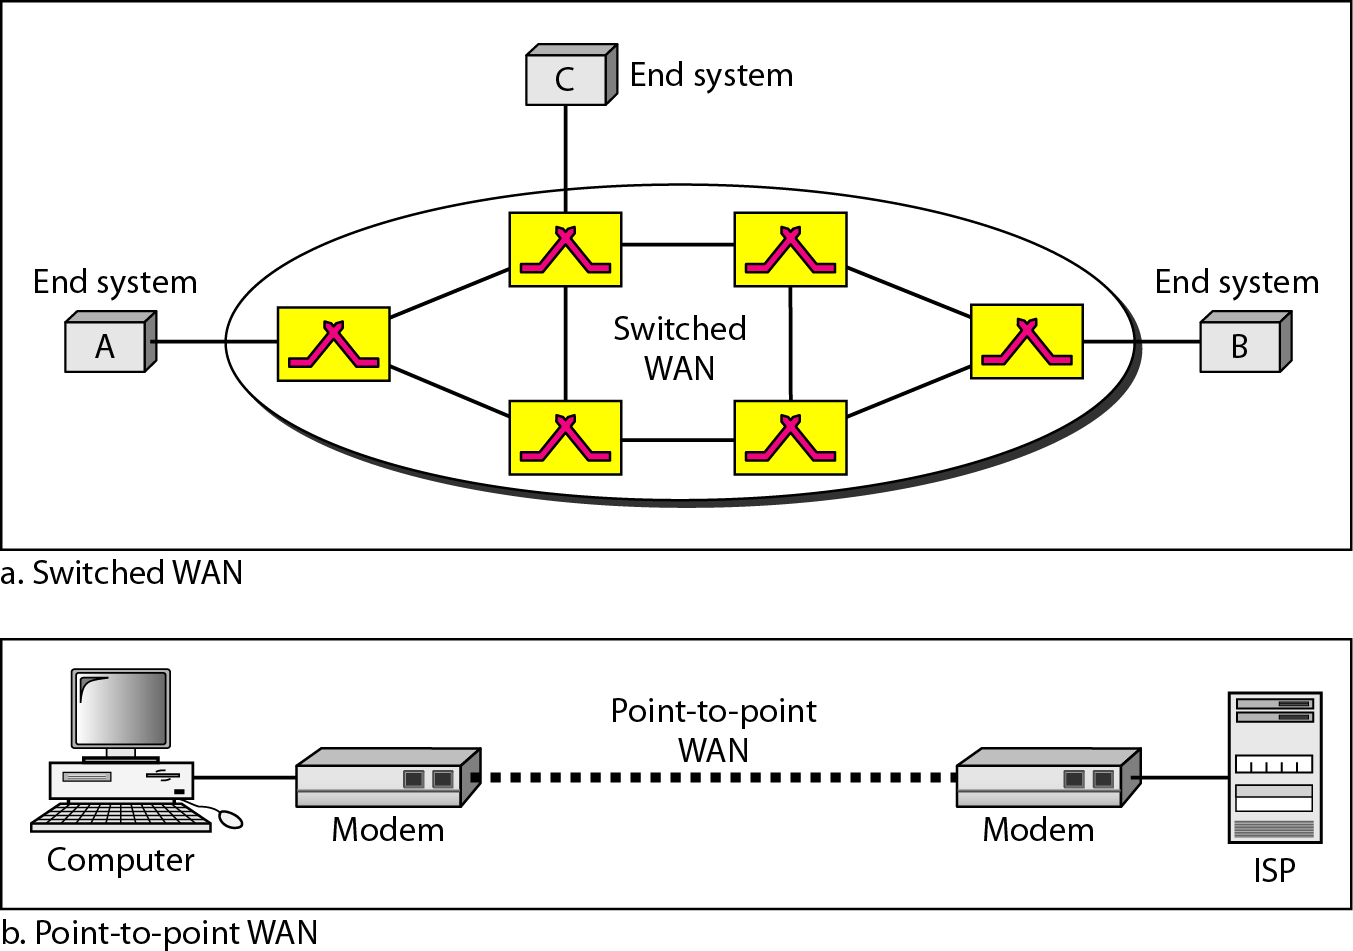 C
End system
End system
A
End system
B
Switched
WAN
a. Switched WAN
Point-to-point
WAN
Modem
Modem
Computer
ISP
b. Point-to-point WAN